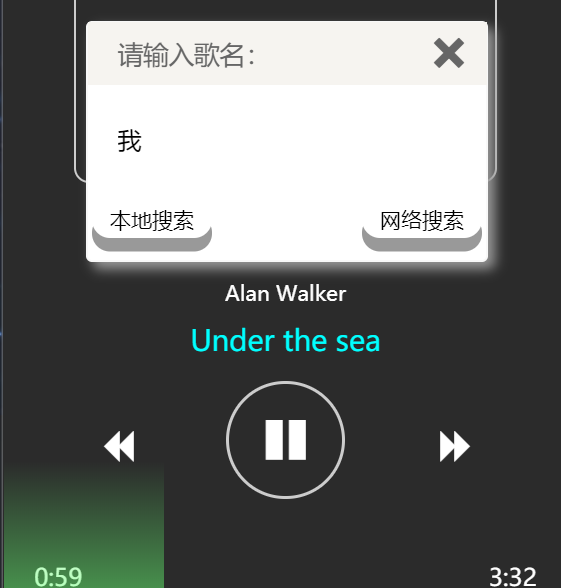 请输入歌名：
我
本地搜索 网络搜索
Alan Walker
Under the sea
0:59 3:32